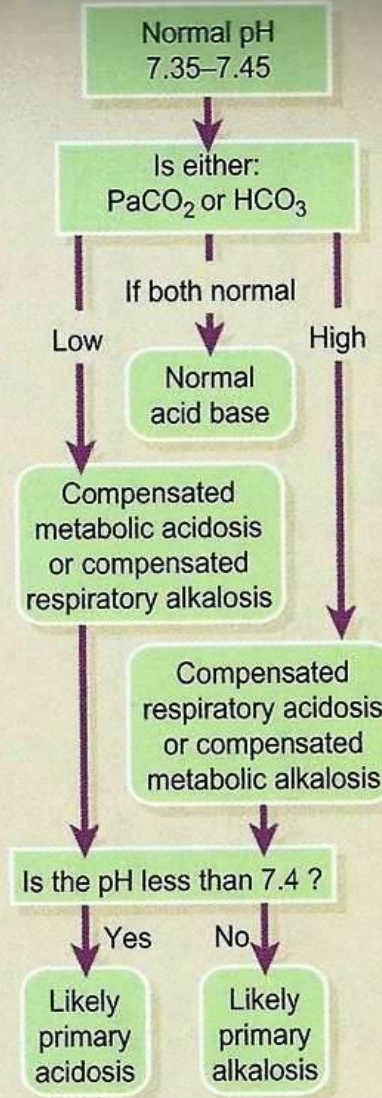 Normal pH
7.35–7.45
Is either:
PaCO₂ or HCO₃
If both normal
Low
High
Normal
acid base
Compensated
metabolic acidosis
or compensated
respiratory alkalosis
Compensated
respiratory acidosis
or compensated
metabolic alkalosis
Is the pH less than 7.4 ?
Yes
No
Likely
primary
acidosis
Likely
primary
alkalosis